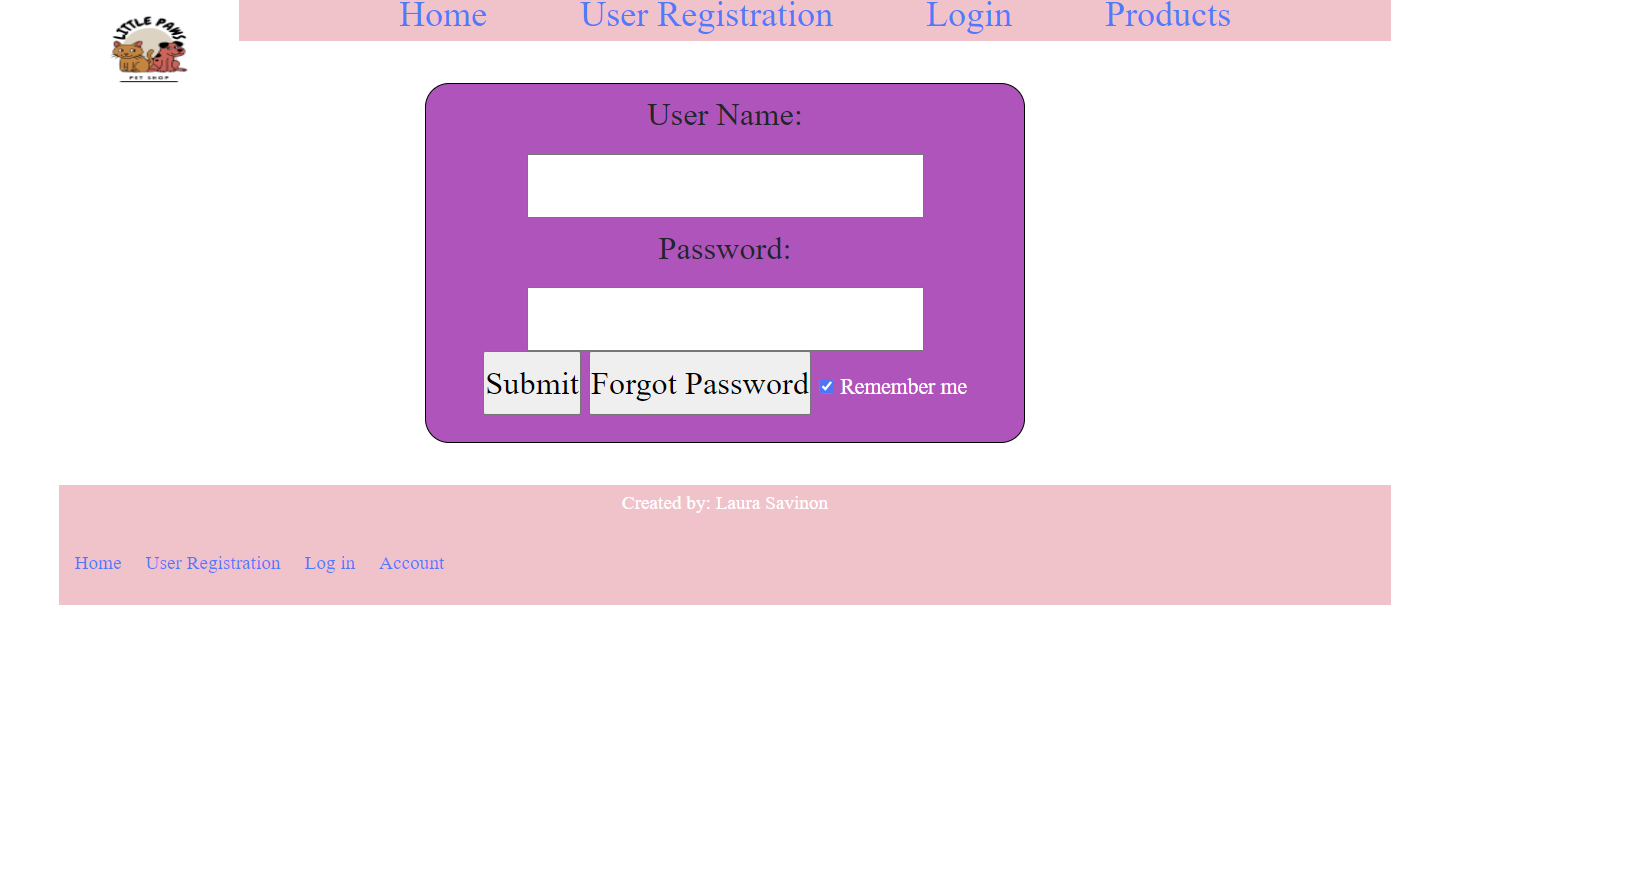 LITTLE PAWS
PET SHOP
Home User Registration Login Products
User Name:
Password:
Submit Forgot Password Remember me
Created by: Laura Savinon
Home User Registration Log in Account